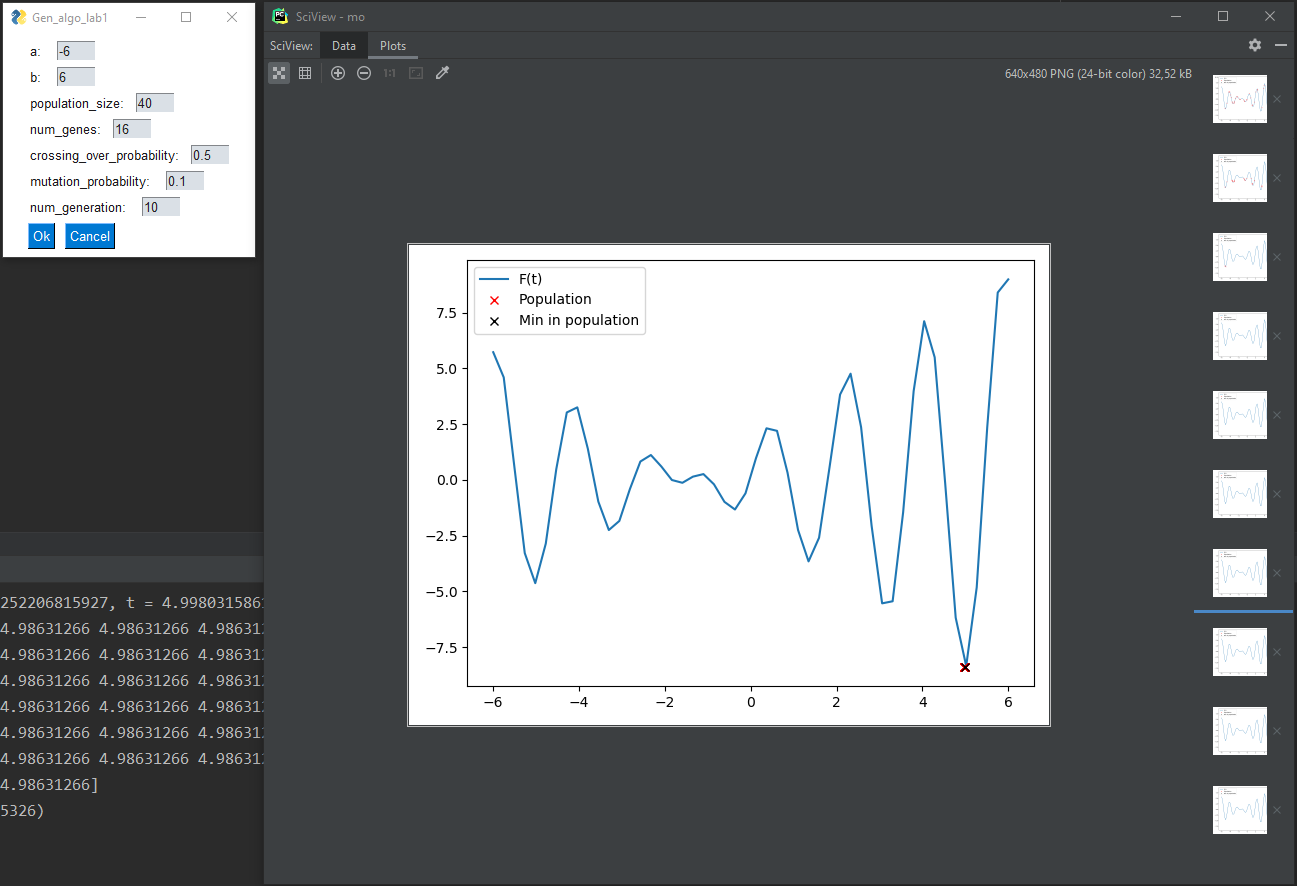 Gen_algo_lab1
a: -6
b: 6
population_size: 40
num_genes: 16
crossing_over_probability: 0.5
mutation_probability: 0.1
num_generation: 10
Ok Cancel
SciView - mo
SciView: Data Plots
1:1
640x480 PNG (24-bit color) 32,52 kB
F(t)
Population
Min in population
7.5
5.0
2.5
0.0
−2.5
−5.0
−7.5
−6 −4 −2 0 2 4 6
252206815927, t = 4.998031586
4.98631266 4.98631266 4.98631
4.98631266 4.98631266 4.98631
4.98631266 4.98631266 4.98631
4.98631266 4.98631266 4.98631
4.98631266 4.98631266 4.98631
4.98631266 4.98631266 4.98631
4.98631266]
5326)